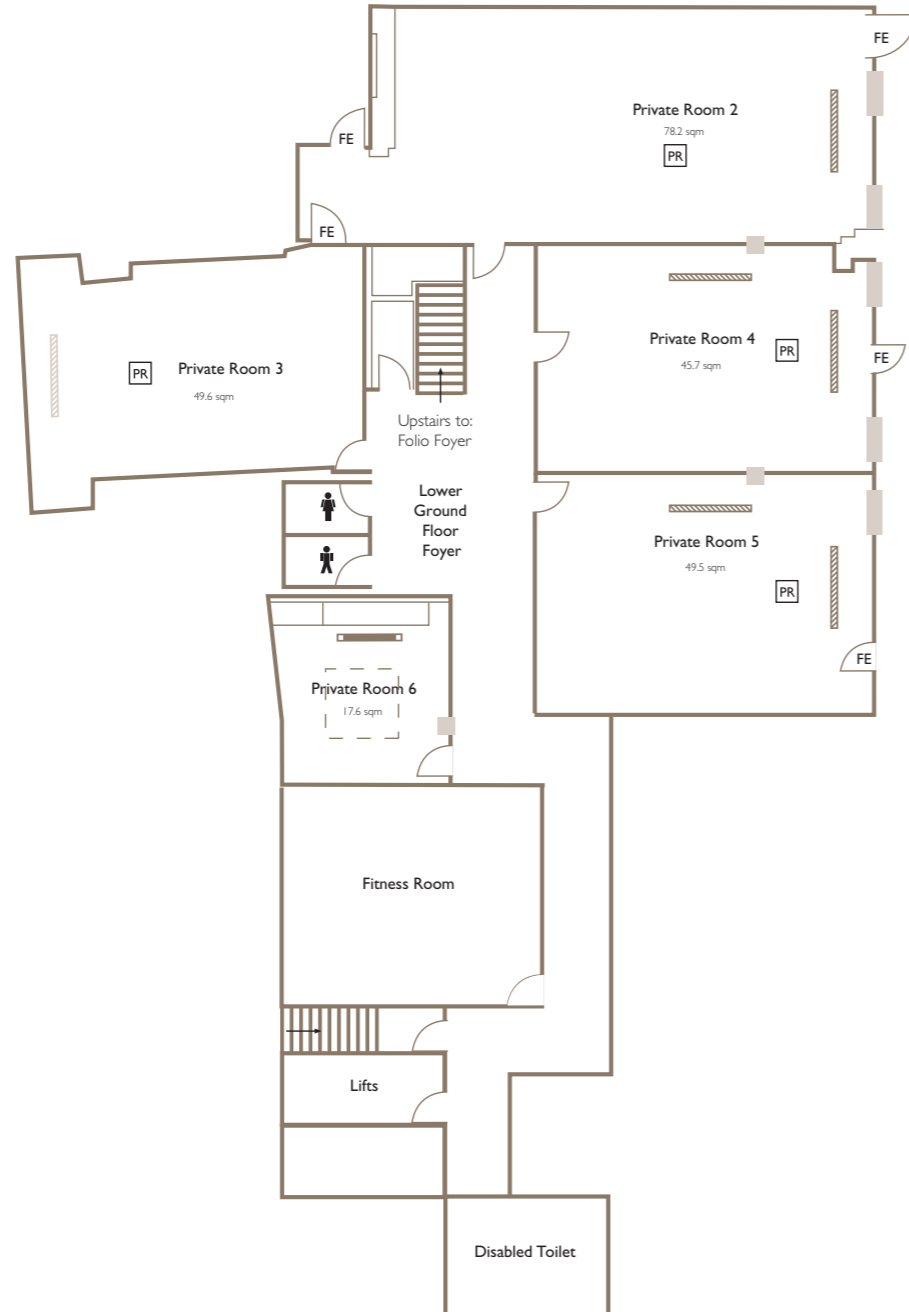 FE
Private Room 2
78.2 sqm
PR
FE
FE
Private Room 3
49.6 sqm
PR
Private Room 4
45.7 sqm
PR
FE
Upstairs to:
Folio Foyer
Lower
Ground
Floor
Foyer
Private Room 5
49.5 sqm
PR
FE
Private Room 6
17.6 sqm
Fitness Room
Lifts
Disabled Toilet